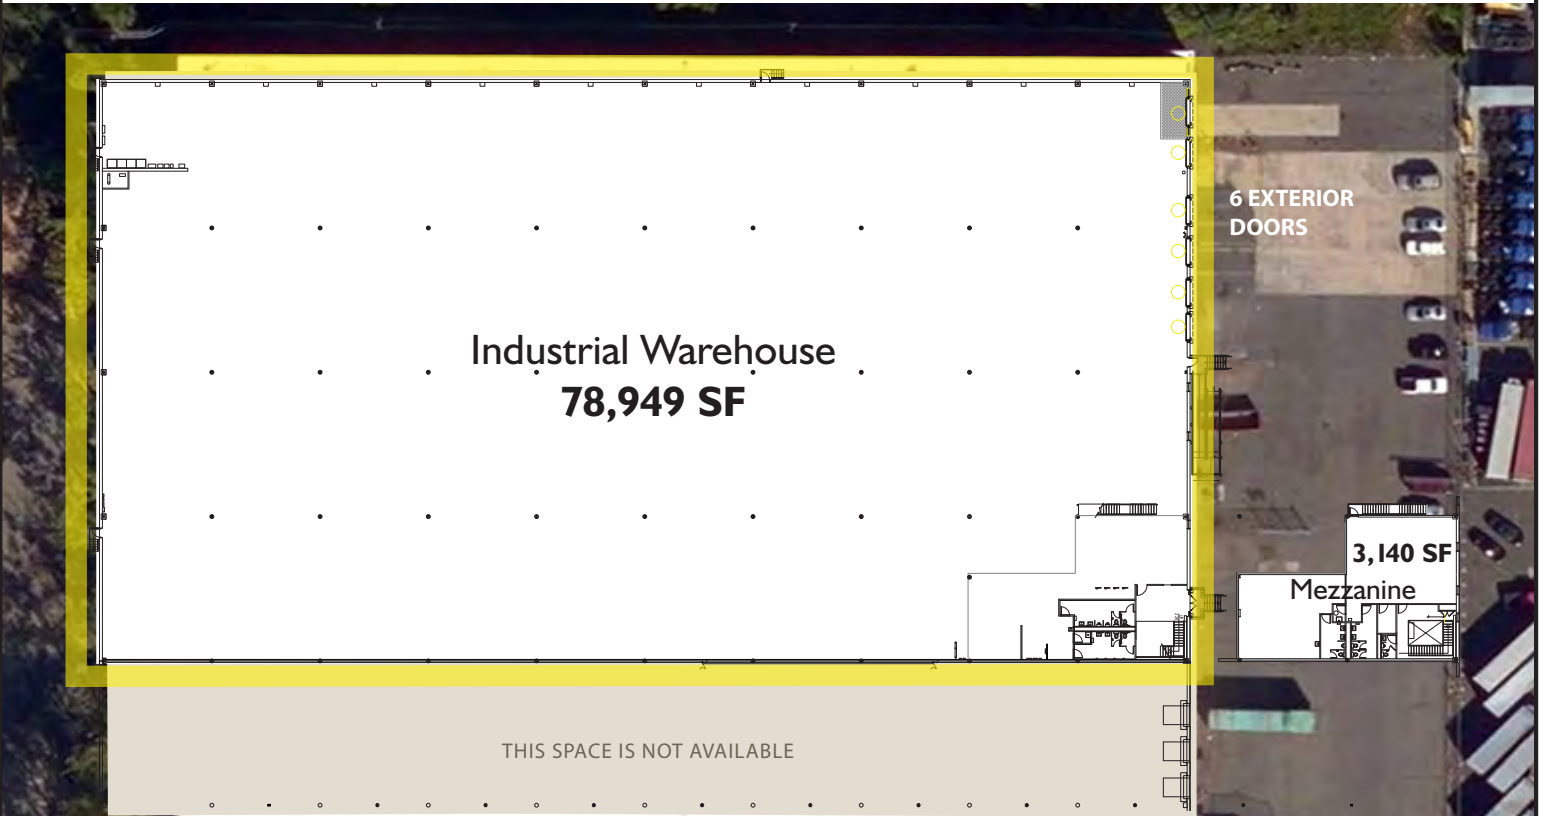 6 EXTERIOR
DOORS
Industrial Warehouse
78,949 SF
3,140 SF
Mezzanine
THIS SPACE IS NOT AVAILABLE